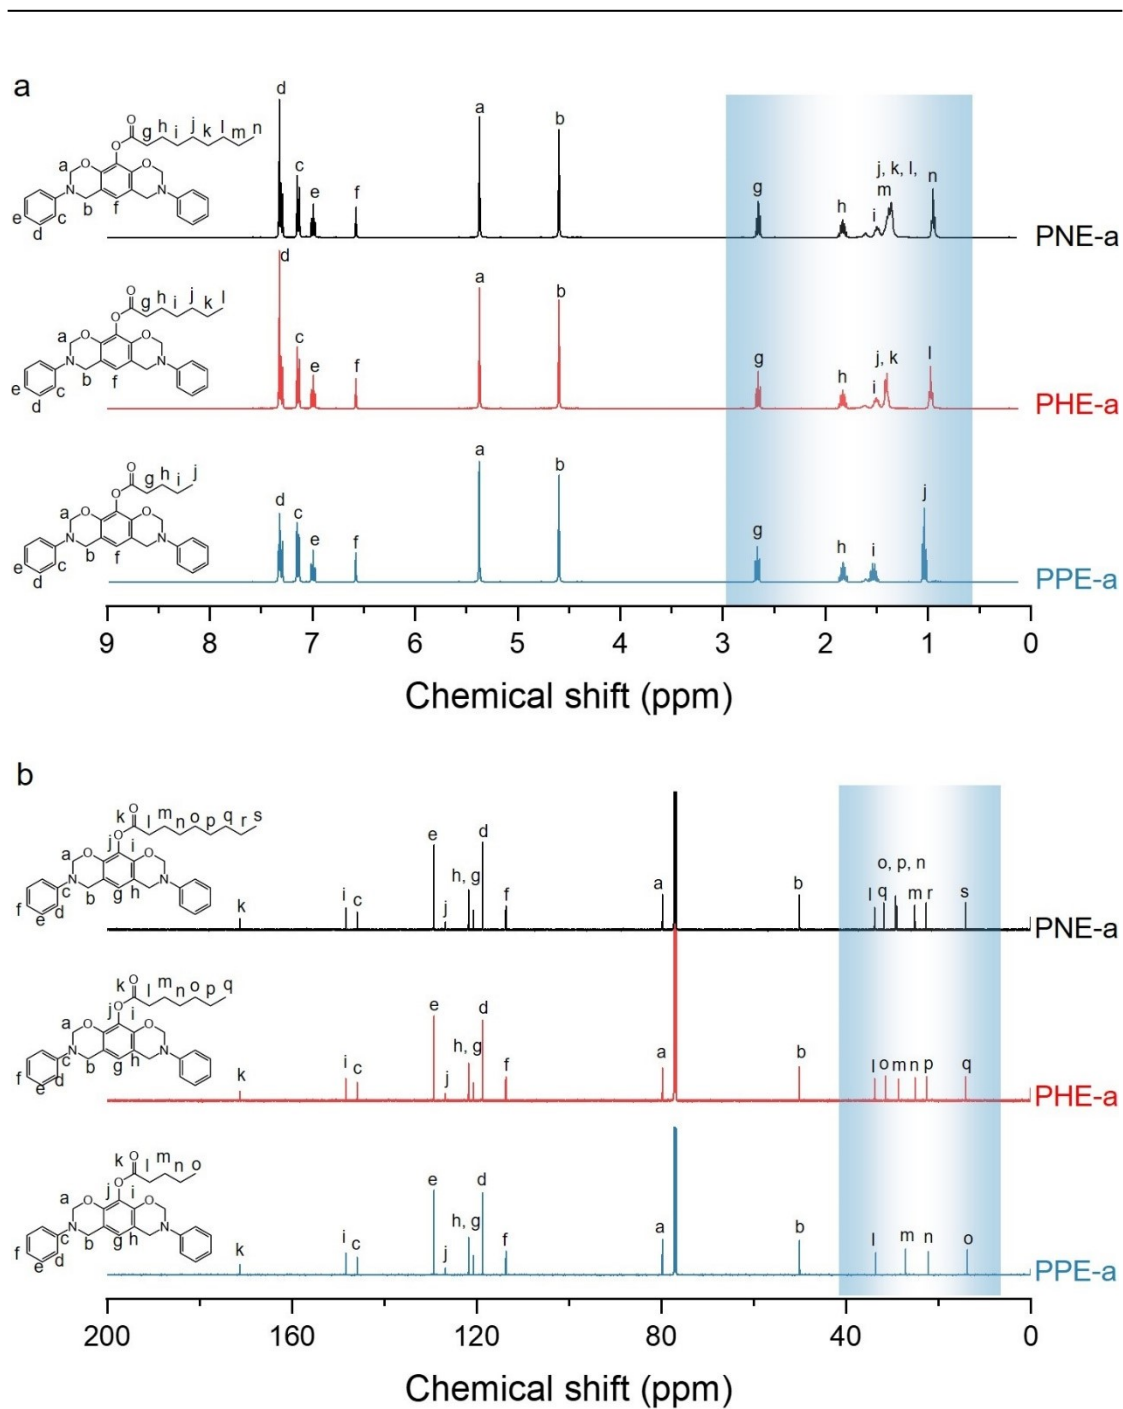 a
d
a
b
O
g h i j k l m n
O
a O O
c
e
g
h
i
j, k, l,
m
n
f
N N
b f
e c
d
PNE-a
d
a
b
O
g h i j k l
O
a O O
c
e
f
g
h
i
j, k
l
N N
b f
e c
d
PHE-a
a
b
O
g h i j
O
a O O
d
c
e
f
g
h
i
j
N N
b f
e c
d
PPE-a
9 8 7 6 5 4 3 2 1 0
Chemical shift (ppm)
b
k O
l m n o p q r s
j O i
a O O
N c N
b g h
f d
e
k
i
c
e
j
h, g
d
f
a
b
l
q
o, p, n
m
r
s
PNE-a
k O
l m n o p q
j O i
a O O
N c N
b g h
f d
e
k
i
c
e
j
h, g
d
f
a
b
l o m n p q
PHE-a
k O
l m n o
j O i
a O O
N c N
b g h
f d
e
k
i
c
e
j
h, g
d
f
a
b
l m n o
PPE-a
200 160 120 80 40 0
Chemical shift (ppm)